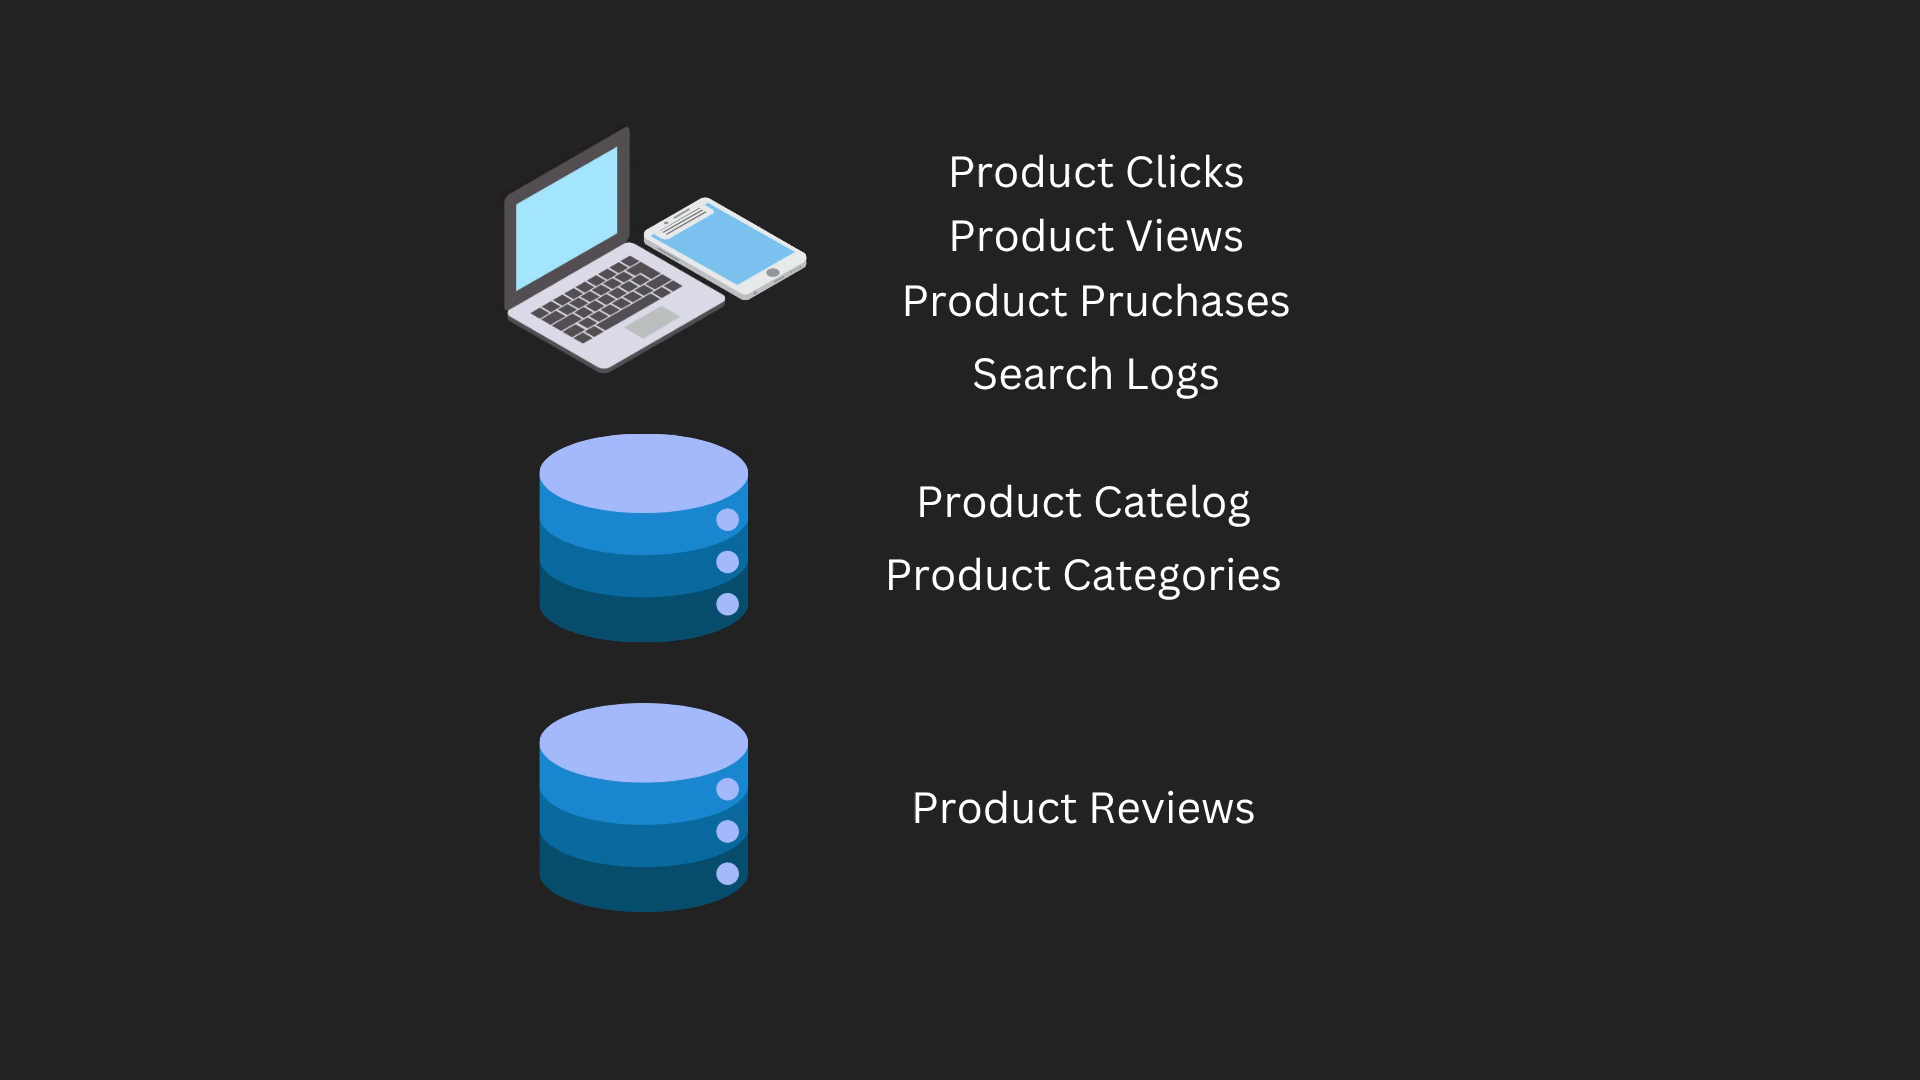 Product Clicks
Product Views
Product Pruchases
Search Logs
Product Catelog
Product Categories
Product Reviews